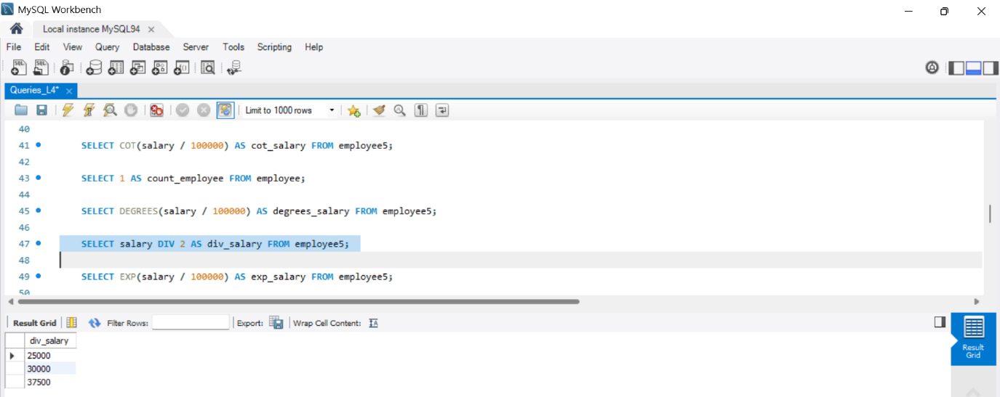 MySQL Workbench
Local instance MySQL94
File Edit View Query Database Server Tools Scripting Help
Queries_L4*
Limit to 1000 rows
40
41 SELECT COT(salary / 100000) AS cot_salary FROM employee5;
42
43 SELECT 1 AS count_employee FROM employee;
44
45 SELECT DEGREES(salary / 100000) AS degrees_salary FROM employee5;
46
47 SELECT salary DIV 2 AS div_salary FROM employee5;
48
49 SELECT EXP(salary / 100000) AS exp_salary FROM employee5;
50
Result Grid Filter Rows: Export: Wrap Cell Content: IA
Result
Grid
div_salary
25000
30000
37500